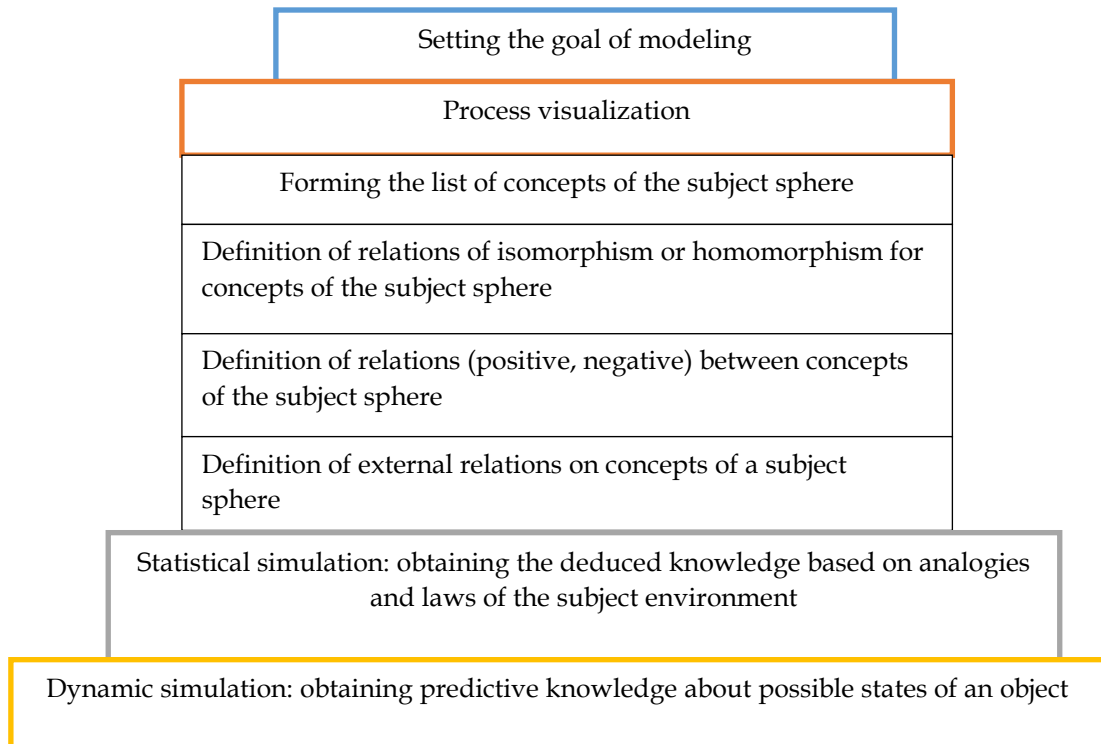 Setting the goal of modeling
Process visualization
Forming the list of concepts of the subject sphere
Definition of relations of isomorphism or homomorphism for
concepts of the subject sphere
Definition of relations (positive, negative) between concepts
of the subject sphere
Definition of external relations on concepts of a subject
sphere
Statistical simulation: obtaining the deduced knowledge based on analogies
and laws of the subject environment
Dynamic simulation: obtaining predictive knowledge about possible states of an object